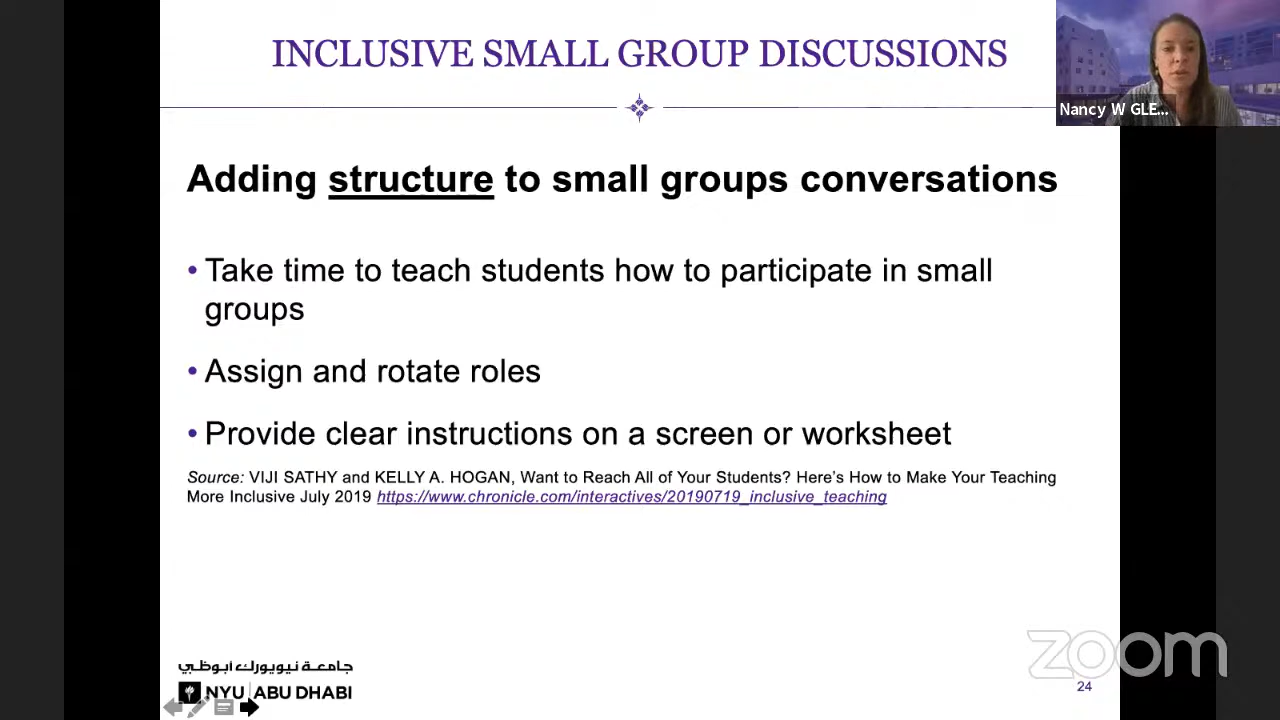 INCLUSIVE SMALL GROUP DISCUSSIONS
Nancy W GLE...
Adding structure to small groups conversations
• Take time to teach students how to participate in small
groups
• Assign and rotate roles
• Provide clear instructions on a screen or worksheet
Source: VIJI SATHY and KELLY A. HOGAN, Want to Reach All of Your Students? Here's How to Make Your Teaching
More Inclusive July 2019 https://www.chronicle.com/interactives/20190719_inclusive_teaching
جامعة نيويورك أبوظبي
NYU | ABU DHABI
zoom
24